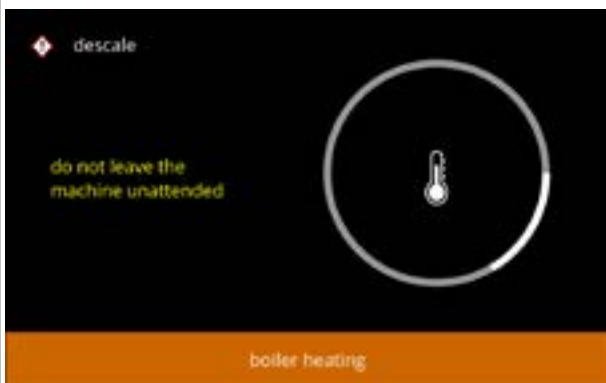 descale
do not leave the
machine unattended
boiler heating